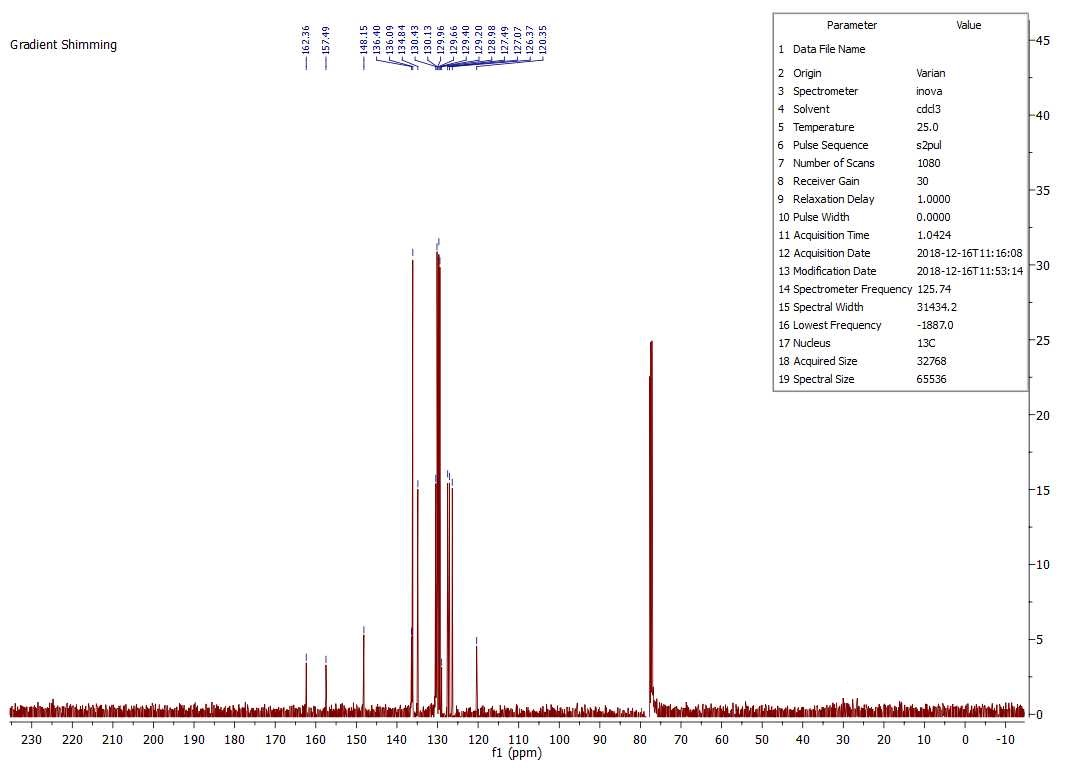 Gradient Shimming
162.36
157.49
148.15
136.40
136.09
134.84
130.43
130.13
129.96
129.66
129.40
129.20
128.98
127.49
127.07
126.37
120.35
Parameter Value
1 Data File Name
2 Origin Varian
3 Spectrometer inova
4 Solvent cdcl3
5 Temperature 25.0
6 Pulse Sequence s2pul
7 Number of Scans 1080
8 Receiver Gain 30
9 Relaxation Delay 1.0000
10 Pulse Width 0.0000
11 Acquisition Time 1.0424
12 Acquisition Date 2018-12-16T11:16:08
13 Modification Date 2018-12-16T11:53:14
14 Spectrometer Frequency 125.74
15 Spectral Width 31434.2
16 Lowest Frequency -1887.0
17 Nucleus 13C
18 Acquired Size 32768
19 Spectral Size 65536
45
40
35
30
25
20
15
10
5
0
230 220 210 200 190 180 170 160 150 140 130 120 110 100 90 80 70 60 50 40 30 20 10 0 -10
f1 (ppm)